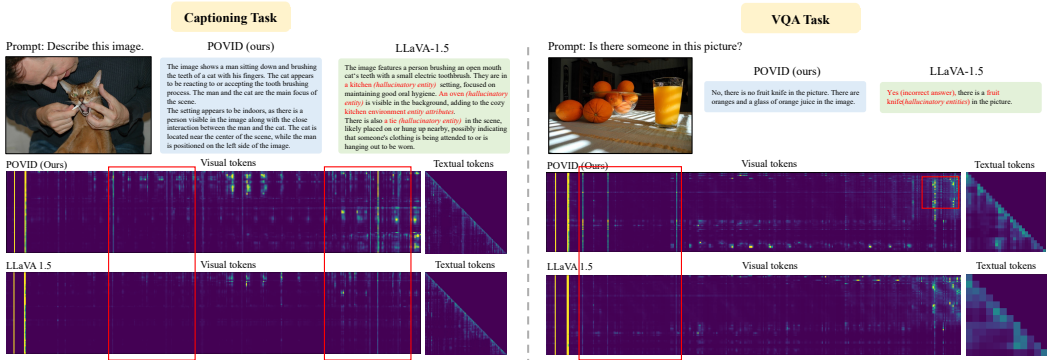 Captioning Task
Prompt: Describe this image.
POVID (ours)
The image shows a man sitting down and brushing
the teeth of a cat with his fingers. The cat appears
to be reacting to or accepting the tooth brushing
process. The man and the cat are the main focus of
the scene.
The setting appears to be indoors, as there is a
person visible in the image along with the close
interaction between the man and the cat. The cat is
located near the center of the scene, while the man
is positioned on the left side of the image.
LLaVA-1.5
The image features a person brushing an open mouth
cat's teeth with a small electric toothbrush. They are in
a kitchen (hallucinatory entity) setting, focused on
maintaining good oral hygiene. An oven (hallucinatory
entity) is visible in the background, adding to the cozy
kitchen environment entity attributes.
There is also a tie (hallucinatory entity) in the scene,
likely placed on or hung up nearby, possibly indicating
that someone's clothing is being attended to or is
hanging out to be worn.
POVID (Ours)
Visual tokens
Textual tokens
LLaVA 1.5
Visual tokens
Textual tokens
VQA Task
Prompt: Is there someone in this picture?
POVID (ours)
No, there is no fruit knife in the picture. There are
oranges and a glass of orange juice in the image.
LLaVA-1.5
Yes (incorrect answer), there is a fruit
knife(hallucinatory entities) in the picture.
POVID (Ours)
Visual tokens
Textual tokens
LLaVA 1.5
Visual tokens
Textual tokens